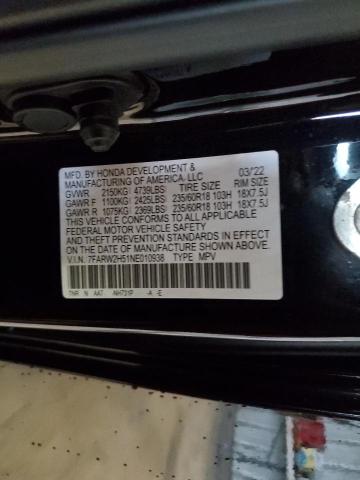 MFD. BY HONDA DEVELOPMENT & 03/22
MANUFACTURING OF AMERICA, LLC
GVWR 2150KG 4739LBS TIRE SIZE RIM SIZE
GAWR F 1100KG 2425LBS 235/60R18 103H 18X7.5J
GAWR R 1075KG 2369LBS 235/60R18 103H 18X7.5J
THIS VEHICLE CONFORMS TO ALL APPLICABLE
FEDERAL MOTOR VEHICLE SAFETY
AND THEFT PREVENTION STANDARDS IN EFFECT ON THE
DATE OF MANUFACTURE SHOWN ABOVE.
V.I.N. 7FARW2H51NE010938 TYPE MPV
TNR N AAT NH731P -A -E